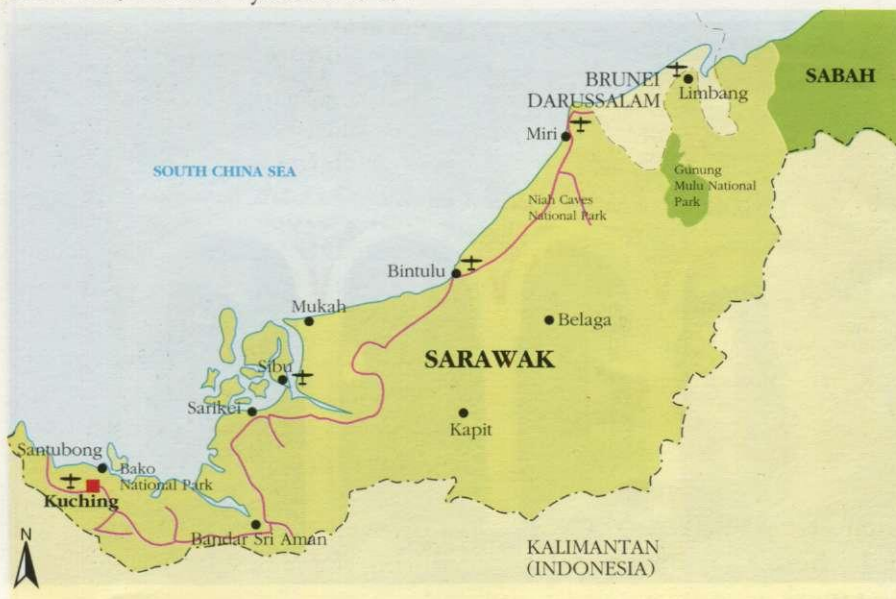 BRUNEI
DARUSSALAM
SABAH
Limbang
Miri
SOUTH CHINA SEA
Gunung
Mulu National
Park
Niah Caves
National Park
Bintulu
Mukah
Belaga
SARAWAK
Sibu
Sarikei
Kapit
Santubong
Bako
National Park
Kuching
Bandar Sri Aman
N
KALIMANTAN
(INDONESIA)